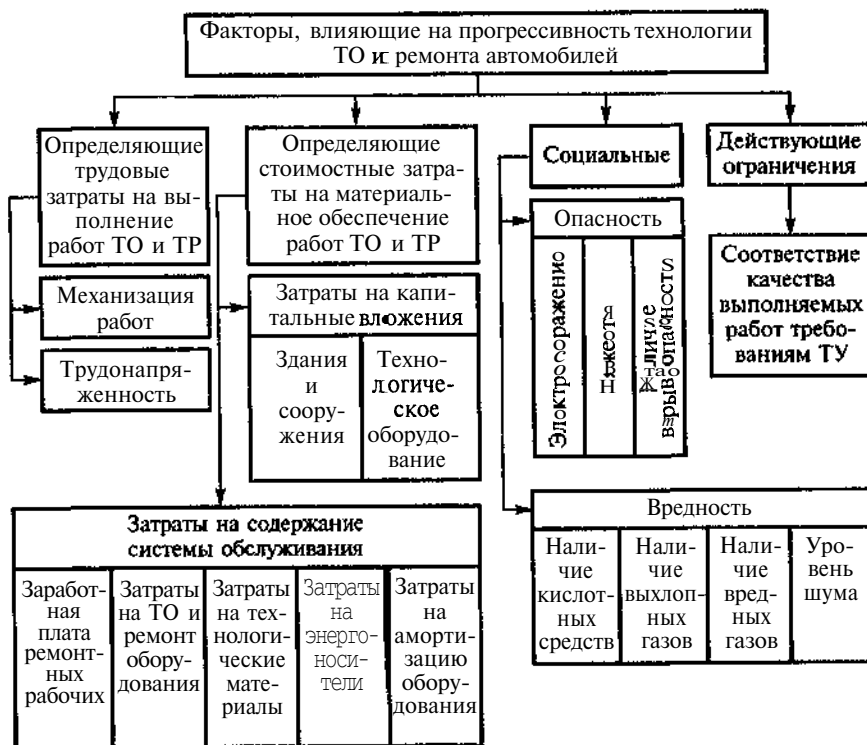 Факторы, влияющие на прогрессивность технологии
ТО и ремонта автомобилей
Определяющие
трудовые
затраты на вы-
полнение
работ ТО и ТР
Механизация
работ
Трудонапря-
женность
Определяющие
стоимостные затра-
ты на материаль-
ное обеспечение
работ ТО и ТР
Затраты на капи-
тальные вложения
Здания
и
соору-
жения
Техно-
логиче-
ское
оборудо-
вание
Затраты на содержание
системы обслуживания
Заработ-
ная
плата
ремонт-
ных
рабочих
Затраты
на ТО и
ремонт
обору-
дования
Затраты
на тех-
нологи-
ческие
мате-
риалы
Затраты
на
энерго-
носи-
тели
Затраты
на
аморти-
зацию
обору-
дования
Социальные
Опасность
Вредность
Наличие
кислот-
ных
средств
Нали-
чие
выхлоп-
ных
газов
Нали-
чие
вред-
ных
газов
Уро-
вень
шума
Действующие
ограничения
Соответствие
качества
выполняемых
работ требо-
ваниям ТУ